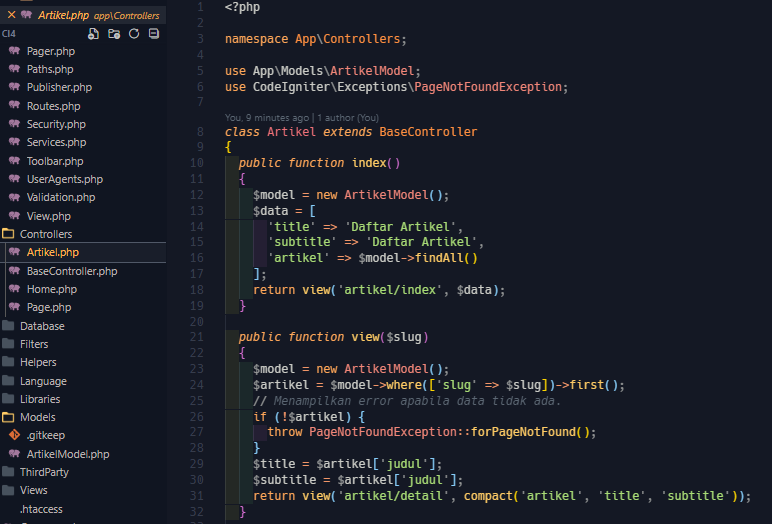 Artikel.php app\Controllers
CI4
Pager.php
Paths.php
Publisher.php
Routes.php
Security.php
Services.php
Toolbar.php
UserAgents.php
Validation.php
View.php
Controllers
Artikel.php
BaseController.php
Home.php
Page.php
Database
Filters
Helpers
Language
Libraries
Models
.gitkeep
ArtikelModel.php
ThirdParty
Views
.htaccess
1 <?php
2
3 namespace App\Controllers;
4
5 use App\Models\ArtikelModel;
6 use CodeIgniter\Exceptions\PageNotFoundException;
7
You, 9 minutes ago | 1 author (You)
8 class Artikel extends BaseController
9 {
10 public function index()
11 {
12 $model = new ArtikelModel();
13 $data = [
14 'title' => 'Daftar Artikel',
15 'subtitle' => 'Daftar Artikel',
16 'artikel' => $model->findAll()
17 ];
18 return view('artikel/index', $data);
19 }
20
21 public function view($slug)
22 {
23 $model = new ArtikelModel();
24 $artikel = $model->where(['slug' => $slug])->first();
25 // Menampilkan error apabila data tidak ada.
26 if (!$artikel) {
27 throw PageNotFoundException::forPageNotFound();
28 }
29 $title = $artikel['judul'];
30 $subtitle = $artikel['judul'];
31 return view('artikel/detail', compact('artikel', 'title', 'subtitle'));
32 }